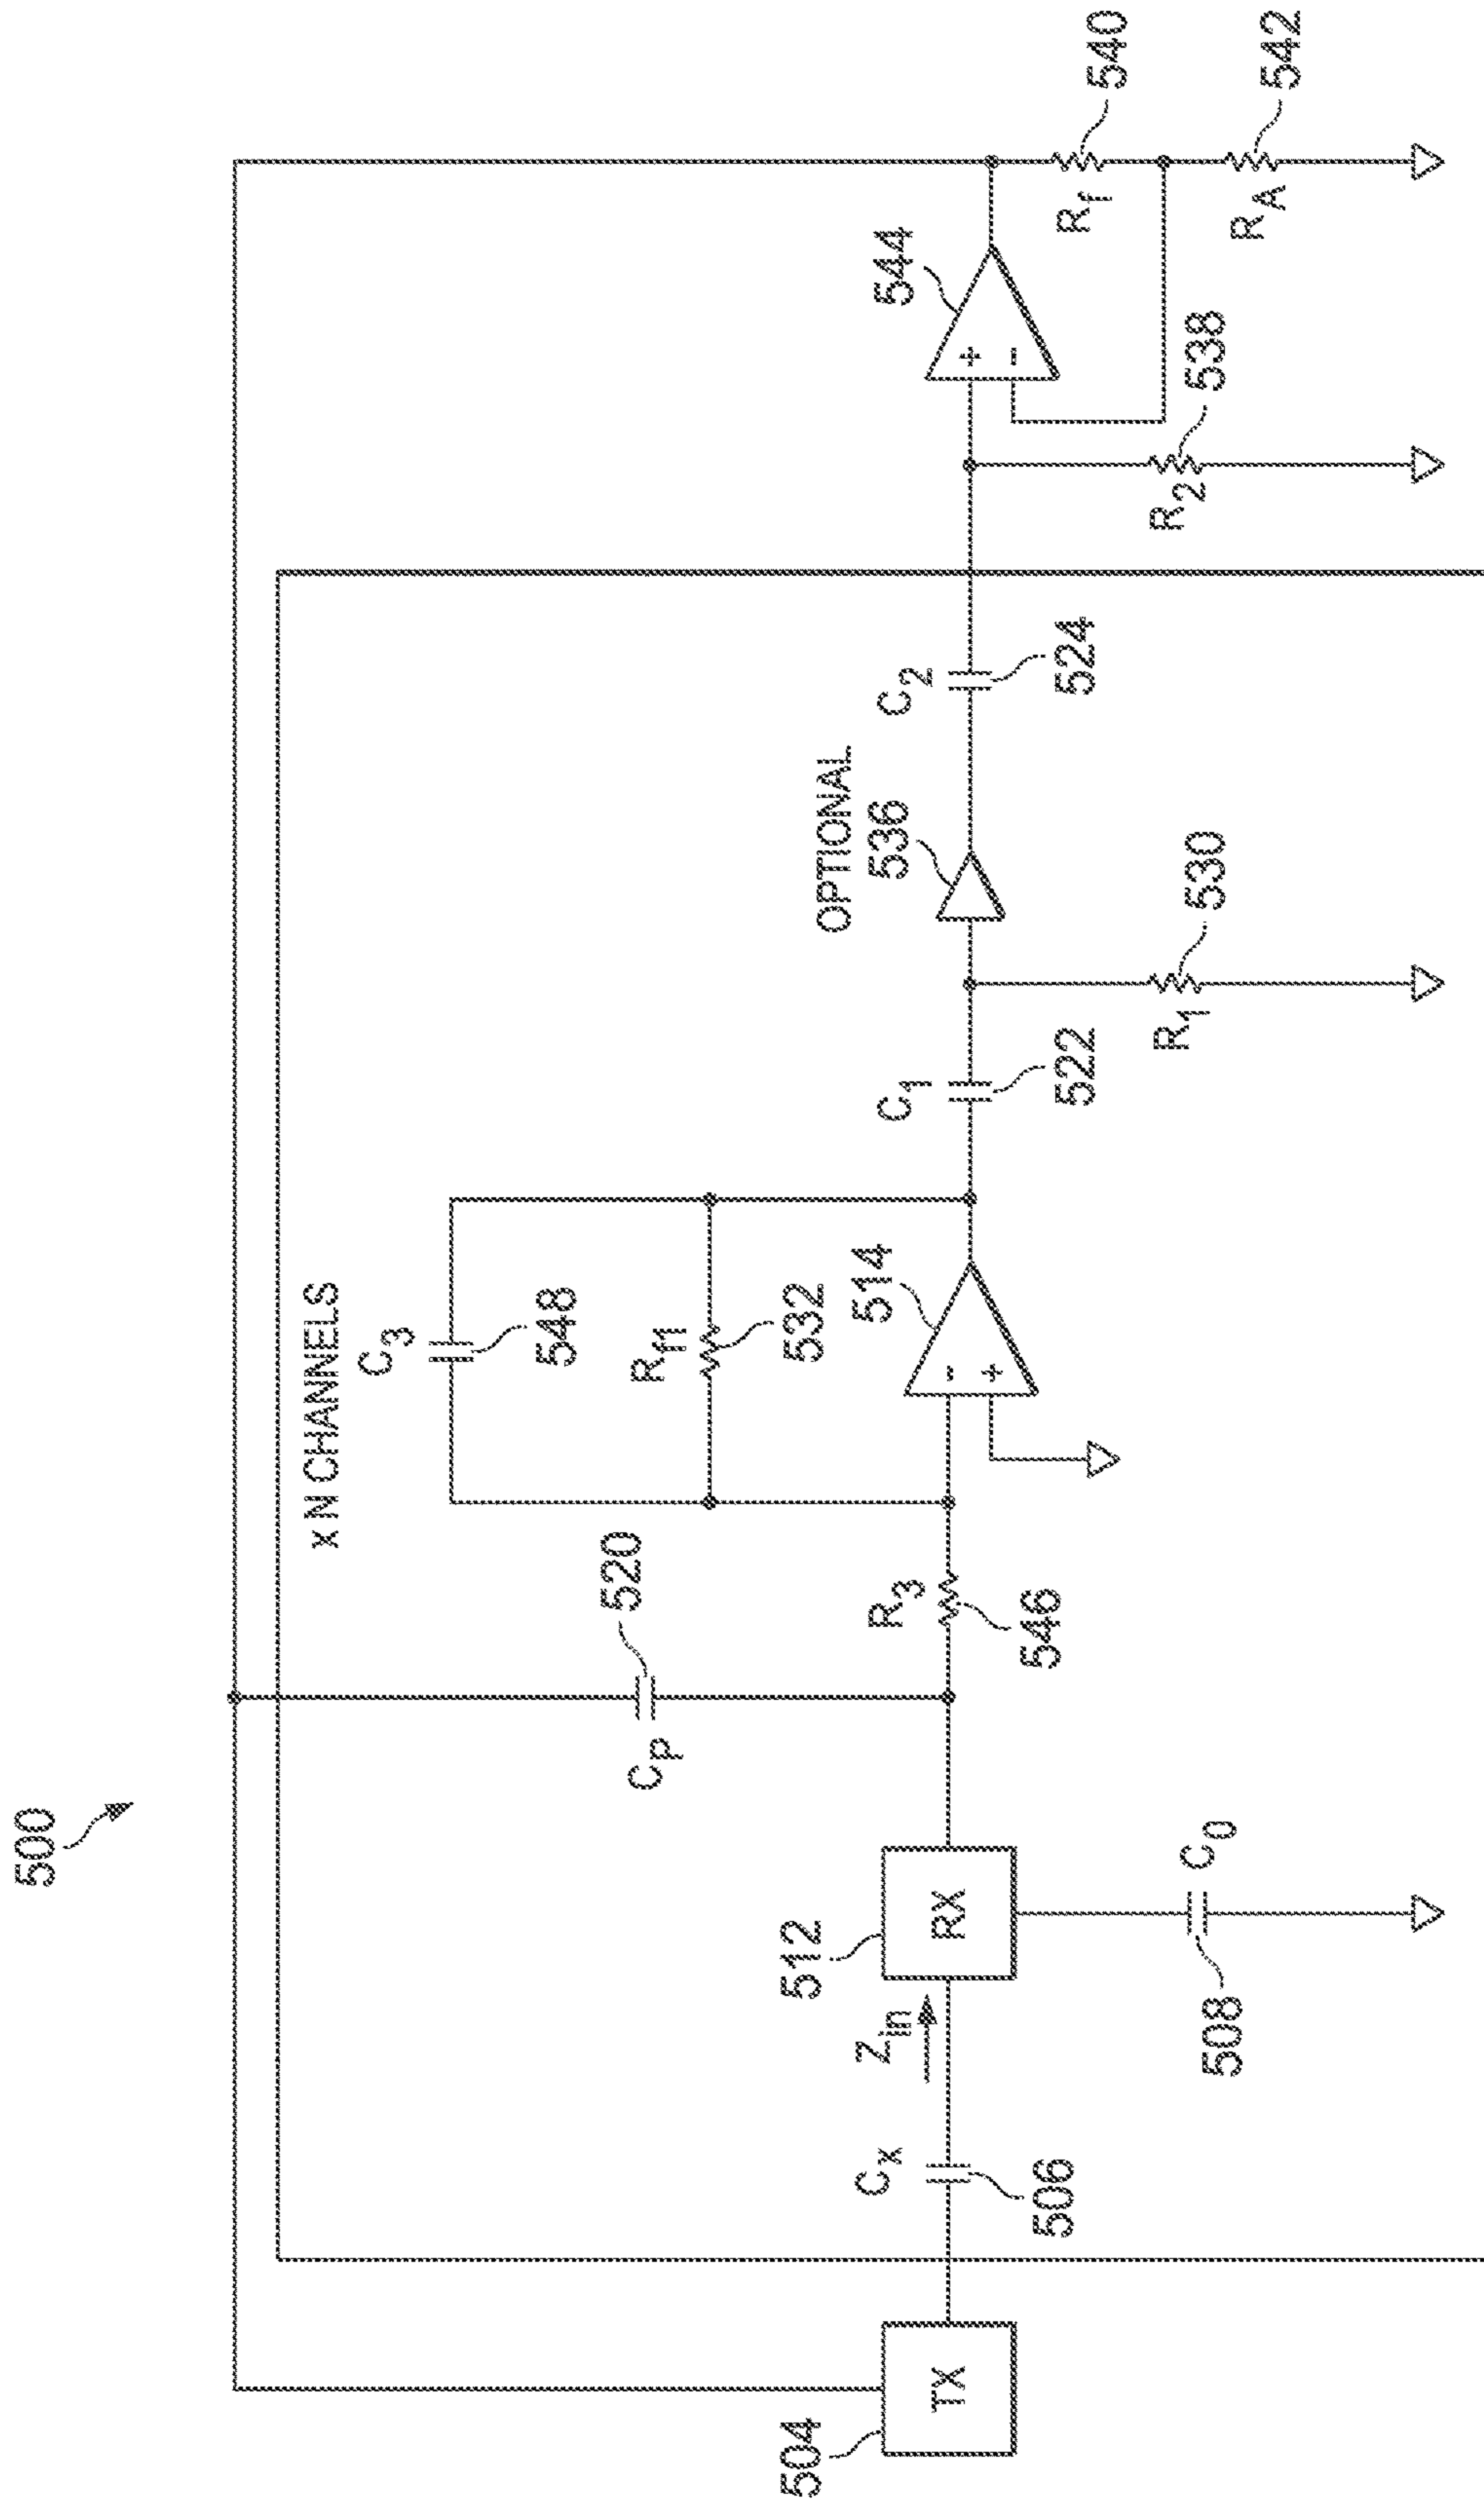 500
x N CHANNELS
C3
548
Rf1
532
520
CP
R3
546
514
C1
522
R1
530
OPTIONAL
536
C2
524
544
+
-
R2
538
Rf
540
RA
542
-
+
504
TX
Cx
506
Zin
512
RX
C0
508